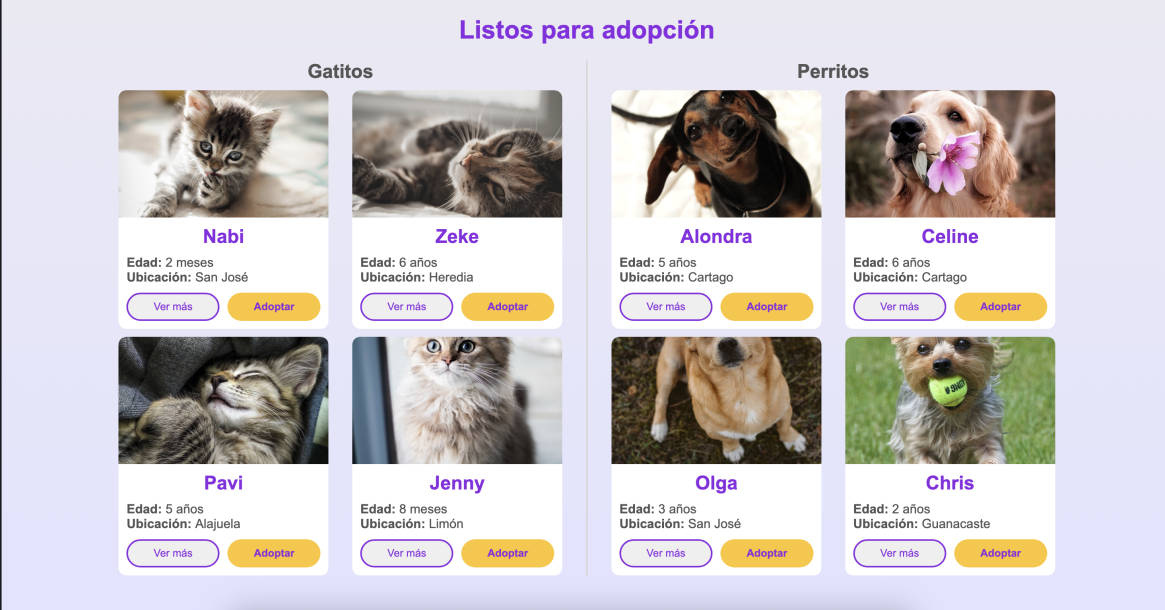 Listos para adopción
Gatitos
Nabi
Edad: 2 meses
Ubicación: San José
Ver más
Adoptar
Zeke
Edad: 6 años
Ubicación: Heredia
Ver más
Adoptar
Pavi
Edad: 5 años
Ubicación: Alajuela
Ver más
Adoptar
Jenny
Edad: 8 meses
Ubicación: Limón
Ver más
Adoptar
Perritos
Alondra
Edad: 5 años
Ubicación: Cartago
Ver más
Adoptar
Celine
Edad: 6 años
Ubicación: Cartago
Ver más
Adoptar
Olga
Edad: 3 años
Ubicación: San José
Ver más
Adoptar
Chris
Edad: 2 años
Ubicación: Guanacaste
Ver más
Adoptar